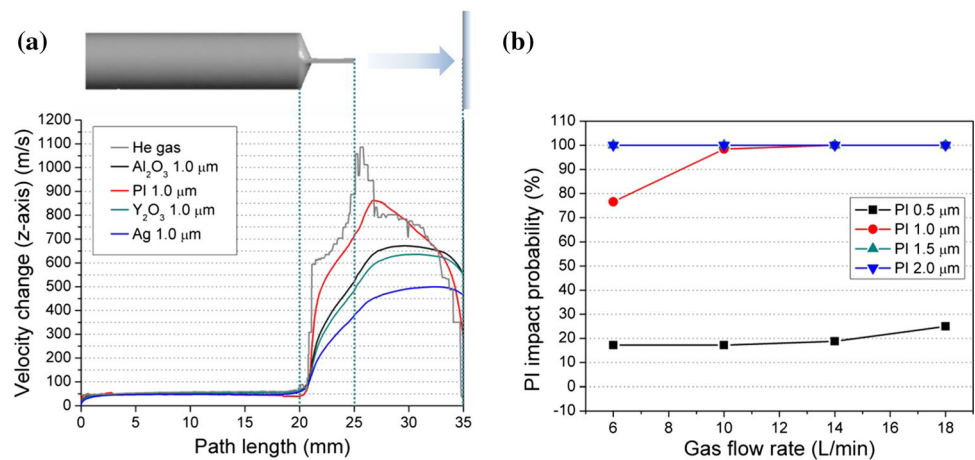 (a)
1200
1100
1000
900
800
700
600
500
400
300
200
100
0
Velocity change (z-axis) (m/s)
He gas
Al₂O₃ 1.0 μm
PI 1.0 μm
Y₂O₃ 1.0 μm
Ag 1.0 μm
0 5 10 15 20 25 30 35
Path length (mm)
(b)
110
100
90
80
70
60
50
40
30
20
10
0
-10
PI impact probability (%)
PI 0.5 μm
PI 1.0 μm
PI 1.5 μm
PI 2.0 μm
6 8 10 12 14 16 18
Gas flow rate (L/min)